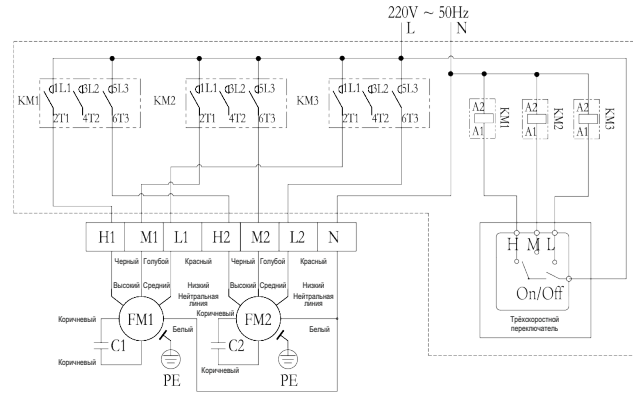 220V ~ 50Hz
L N
1L1 3L2 5L3 1L1 3L2 5L3 1L1 3L2 5L3
KM1 KM2 KM3
2T1 4T2 6T3 2T1 4T2 6T3 2T1 4T2 6T3
A2 A2 A2
A1 A1 A1
KM1 KM2 KM3
H1 M1 L1 H2 M2 L2 N
H M L
On/Off
Трёхскоростной
переключатель
Черный Голубой Красный Черный Голубой Красный
Высокий Средний Низкий Высокий Средний Низкий
Нейтральная
линия
Нейтральная
линия
Коричневый FM1 Белый Коричневый FM2 Белый
C1 C2
Коричневый Коричневый
PE PE